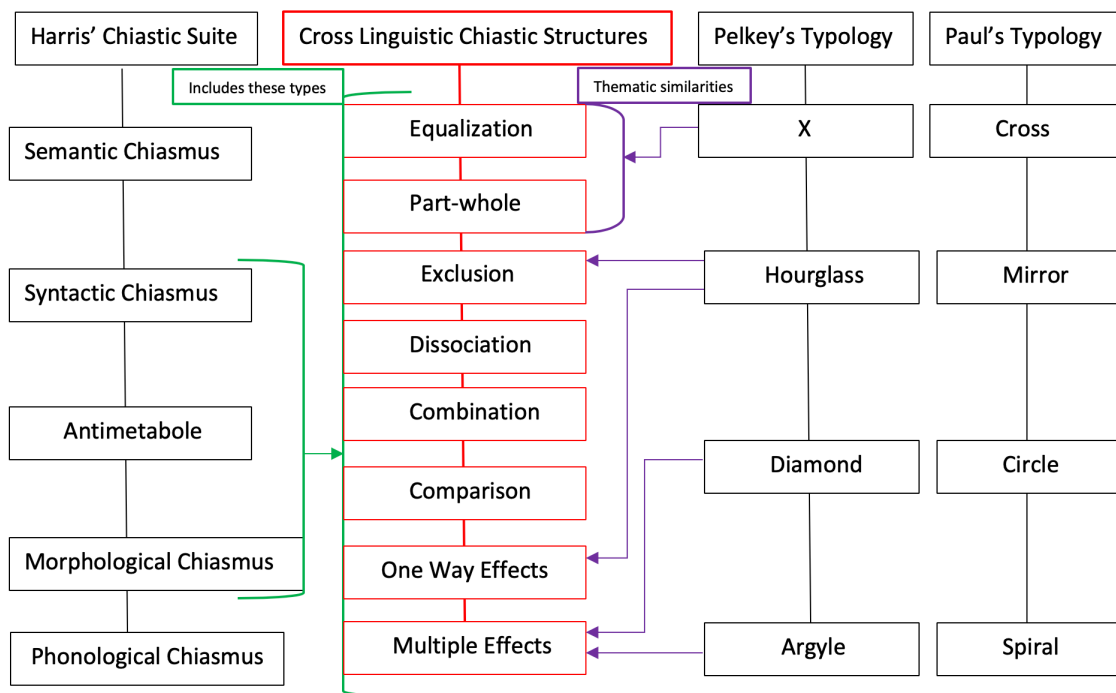 Harris’ Chiastic Suite
Cross Linguistic Chiastic Structures
Pelkey’s Typology
Paul’s Typology
Includes these types
Thematic similarities
Semantic Chiasmus
Syntactic Chiasmus
Antimetabole
Morphological Chiasmus
Phonological Chiasmus
Equalization
Part-whole
Exclusion
Dissociation
Combination
Comparison
One Way Effects
Multiple Effects
X
Hourglass
Diamond
Argyle
Cross
Mirror
Circle
Spiral